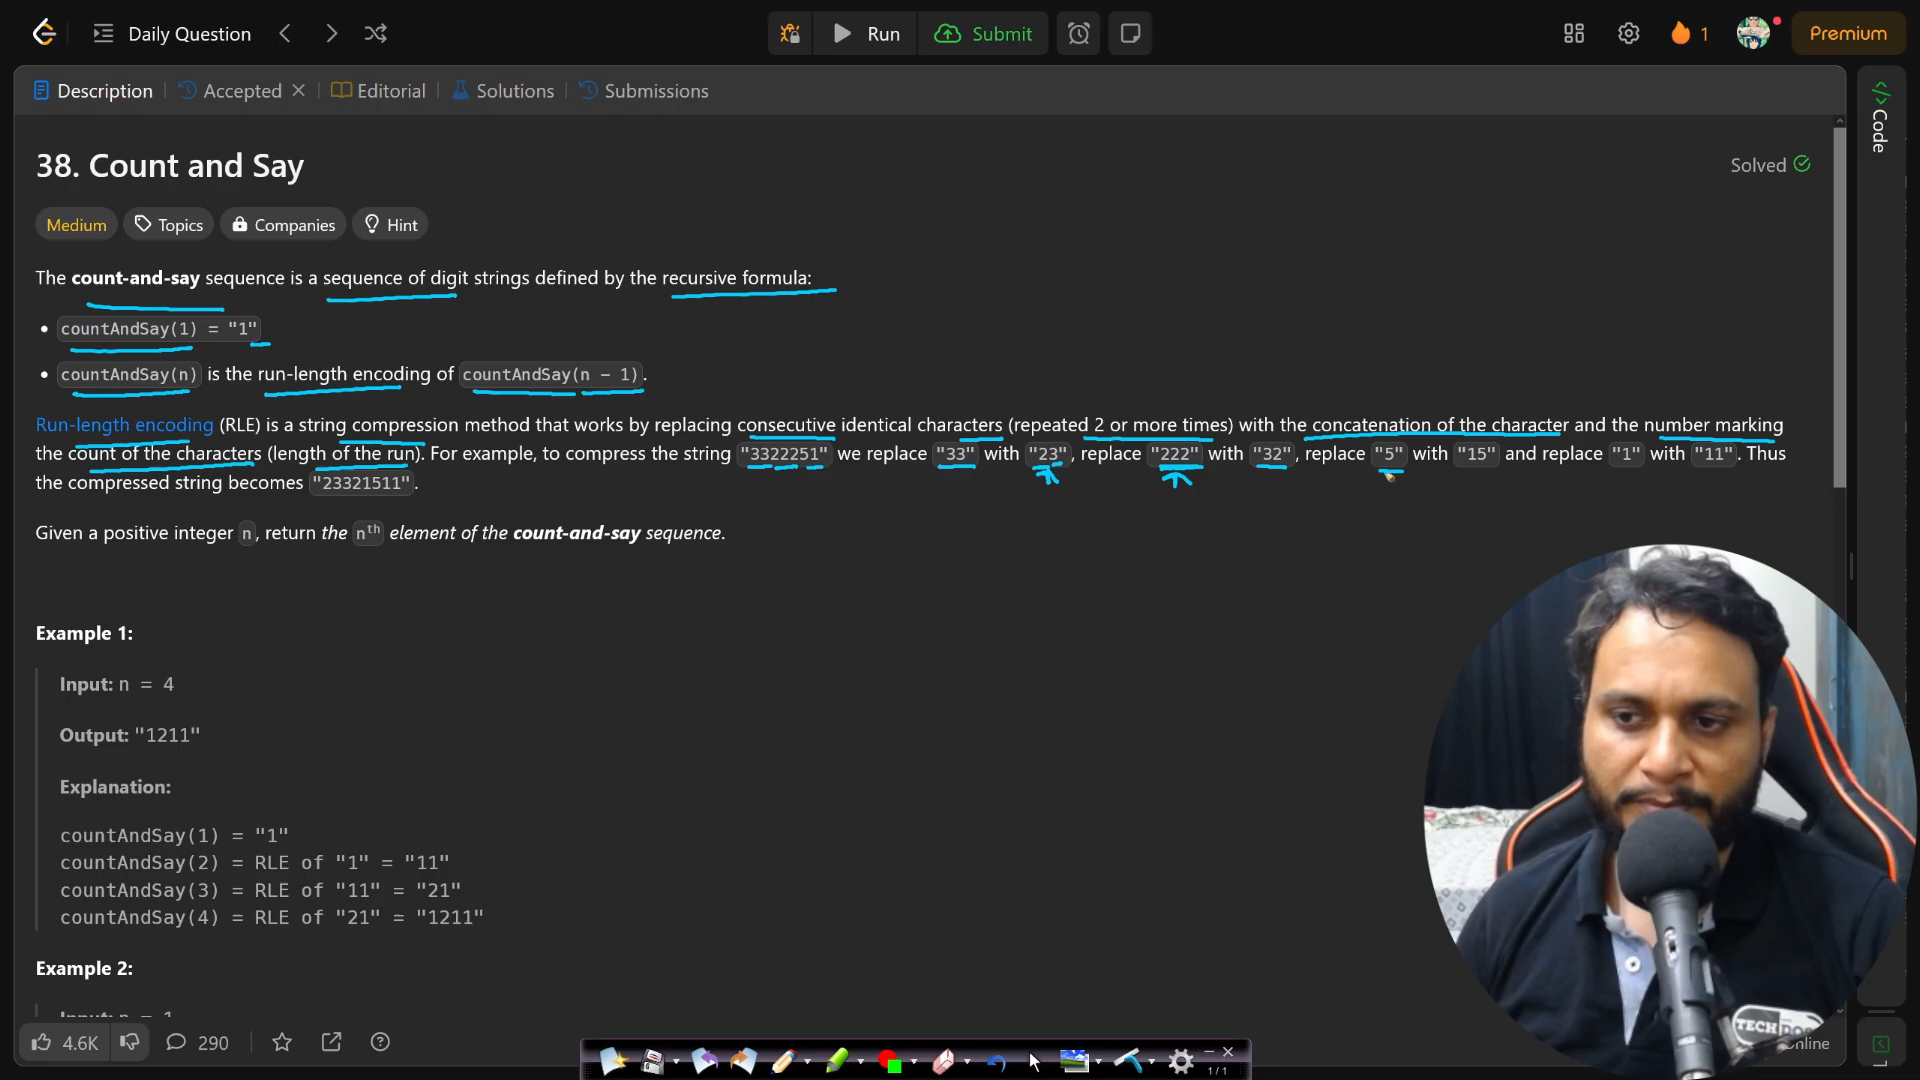 Daily Question
Run
Submit
1
Premium
Description
Accepted
Editorial
Solutions
Submissions
Code
38. Count and Say
Solved
Medium
Topics
Companies
Hint
The count-and-say sequence is a sequence of digit strings defined by the recursive formula:
• countAndSay(1) = "1"
• countAndSay(n) is the run-length encoding of countAndSay(n - 1).
Run-length encoding (RLE) is a string compression method that works by replacing consecutive identical characters (repeated 2 or more times) with the concatenation of the character and the number marking
the count of the characters (length of the run). For example, to compress the string "3322251" we replace "33" with "23", replace "222" with "32", replace "5" with "15" and replace "1" with "11". Thus
the compressed string becomes "23321511".
Given a positive integer n, return the nth element of the count-and-say sequence.
Example 1:
Input: n = 4
Output: "1211"
Explanation:
countAndSay(1) = "1"
countAndSay(2) = RLE of "1" = "11"
countAndSay(3) = RLE of "11" = "21"
countAndSay(4) = RLE of "21" = "1211"
Example 2:
Input: n = 1
4.6K
290
1/1
TECH
Online